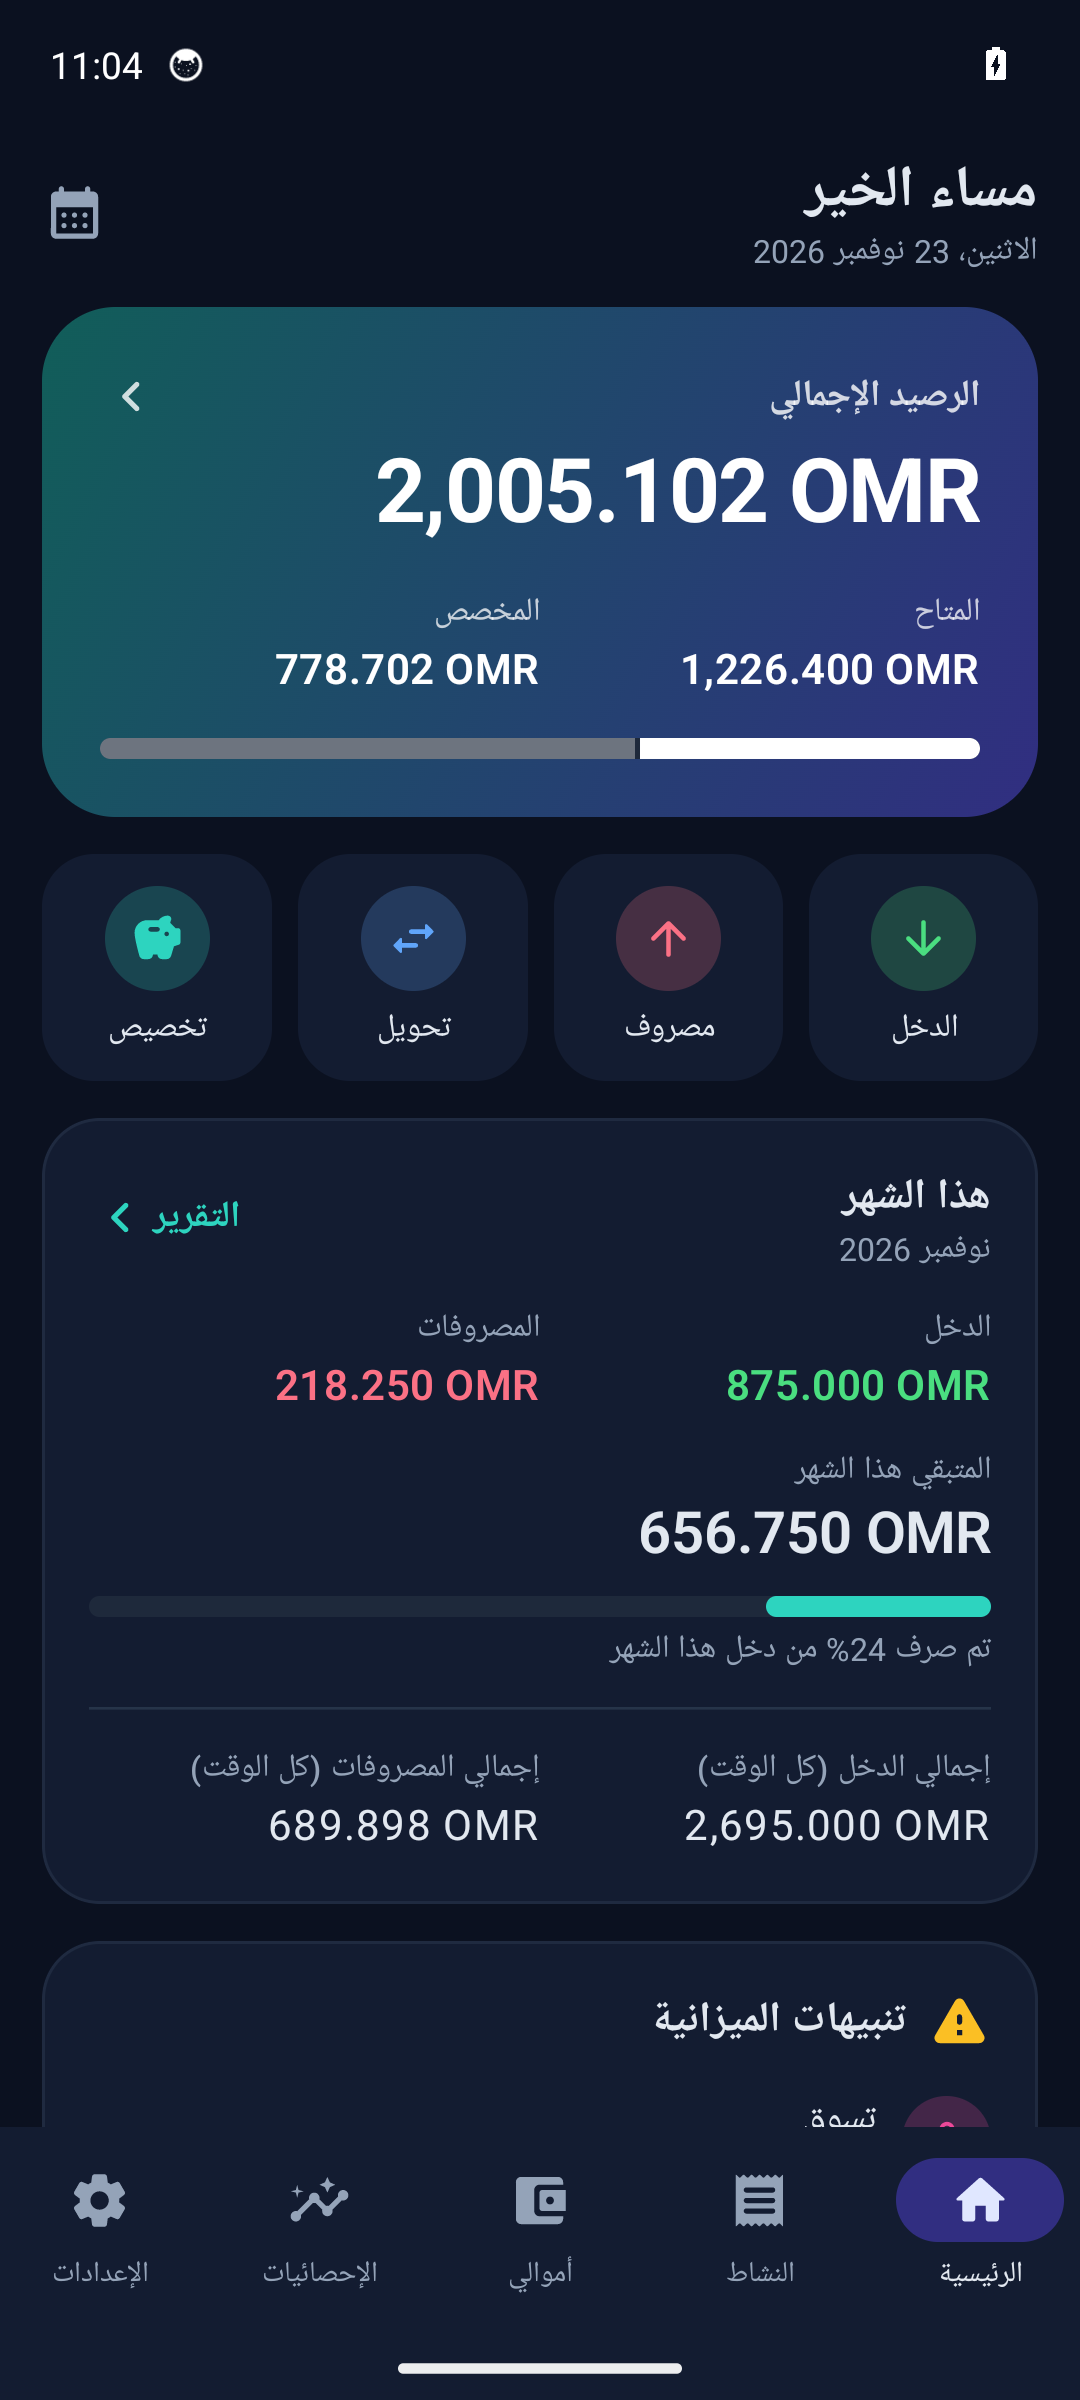 11:04
مساء الخير
الاثنين، 23 نوفمبر 2026
الرصيد الإجمالي
2,005.102 OMR
المتاح
1,226.400 OMR
المخصص
778.702 OMR
الدخل
مصروف
تحويل
تخصيص
هذا الشهر
نوفمبر 2026
التقرير
الدخل
875.000 OMR
المصروفات
218.250 OMR
المتبقي هذا الشهر
656.750 OMR
تم صرف 24% من دخل هذا الشهر
إجمالي الدخل (كل الوقت)
2,695.000 OMR
إجمالي المصروفات (كل الوقت)
689.898 OMR
تنبيهات الميزانية
تسوق
الرئيسية
النشاط
أموالي
الإحصائيات
الإعدادات